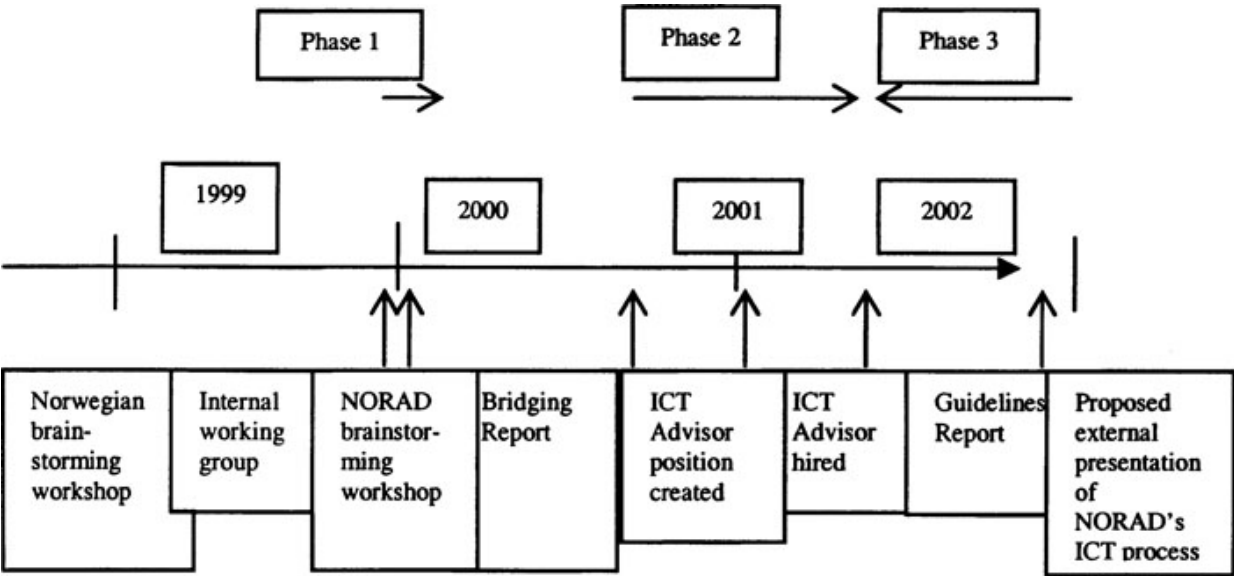 Phase 1
Phase 2
Phase 3
1999
2000
2001
2002
Norwegian
brain-
storming
workshop
Internal
working
group
NORAD
brainstor-
ming
workshop
Bridging
Report
ICT
Advisor
position
created
ICT
Advisor
hired
Guidelines
Report
Proposed
external
presentation
of
NORAD's
ICT process